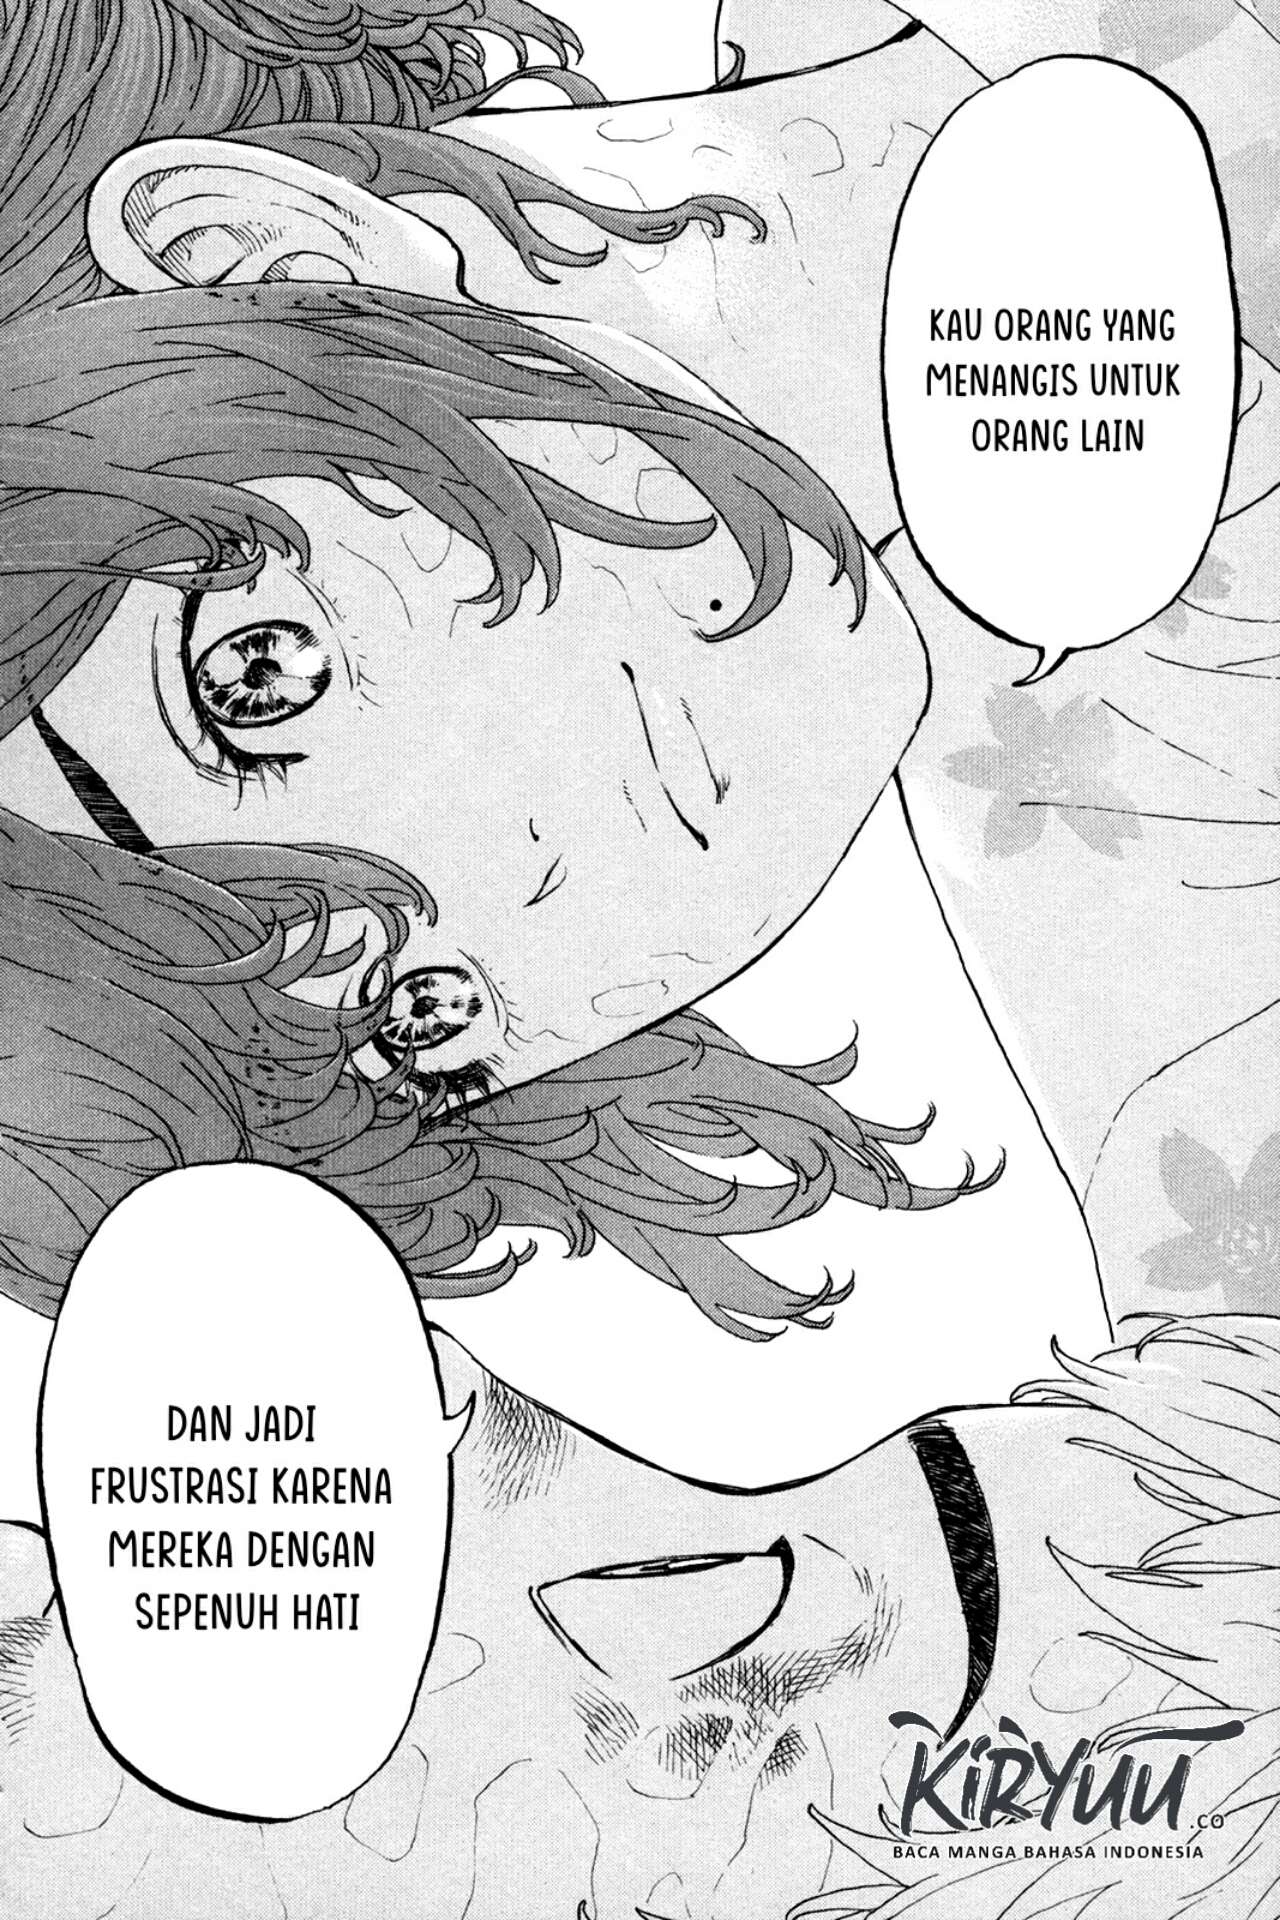 KAU ORANG YANG
MENANGIS UNTUK
ORANG LAIN
DAN JADI
FRUSTRASI KARENA
MEREKA DENGAN
SEPENUH HATI
KIRYUU.CO
BACA MANGA BAHASA INDONESIA